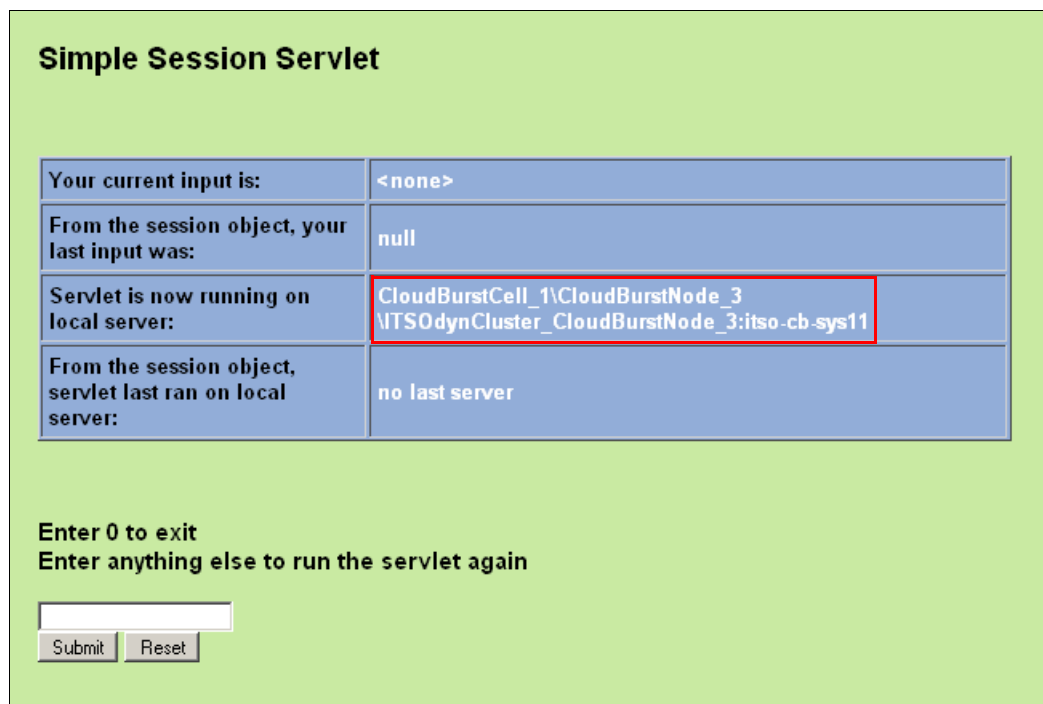 Simple Session Servlet
Your current input is:
<none>
From the session object, your
last input was:
null
Servlet is now running on
local server:
CloudBurstCell_1\CloudBurstNode_3
\ITSOdynCluster_CloudBurstNode_3:itso-cb-sys11
From the session object,
servlet last ran on local
server:
no last server
Enter 0 to exit
Enter anything else to run the servlet again
Submit Reset